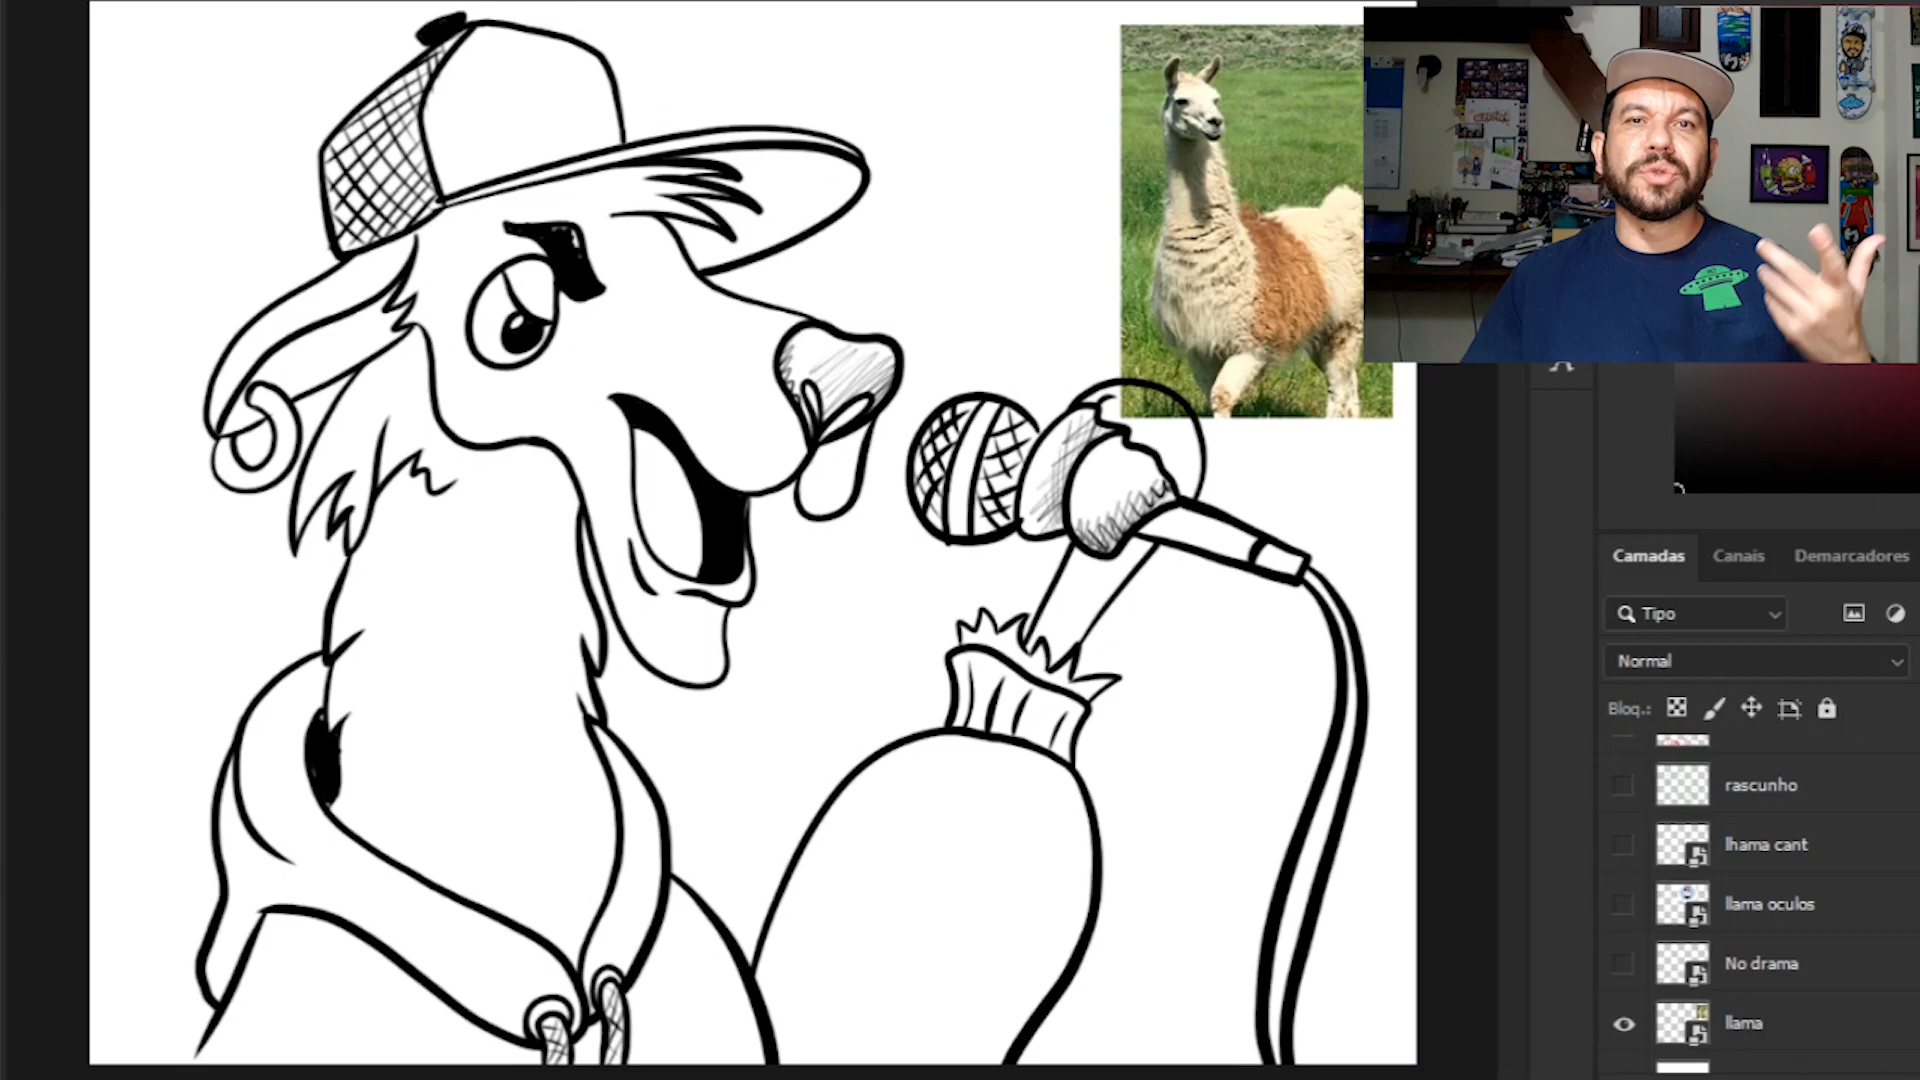 Camadas Canais Demarcadores
Tipo
Normal
Bloq.:
rascunho
lhama cant
llama oculos
No drama
llama